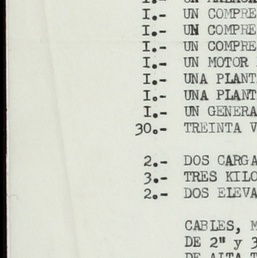 I.- UN COMPRE
I.- UN COMPRE
I.- UN COMPRE
I.- UN MOTOR
I.- UNA PLANT
I.- UNA PLANT
I.- UN GENERA
30.- TREINTA V
2.- DOS CARGA
3.- TRES KILO
2.- DOS ELEVA
CABLES, M
DE 2" y 3
DE ALTA T